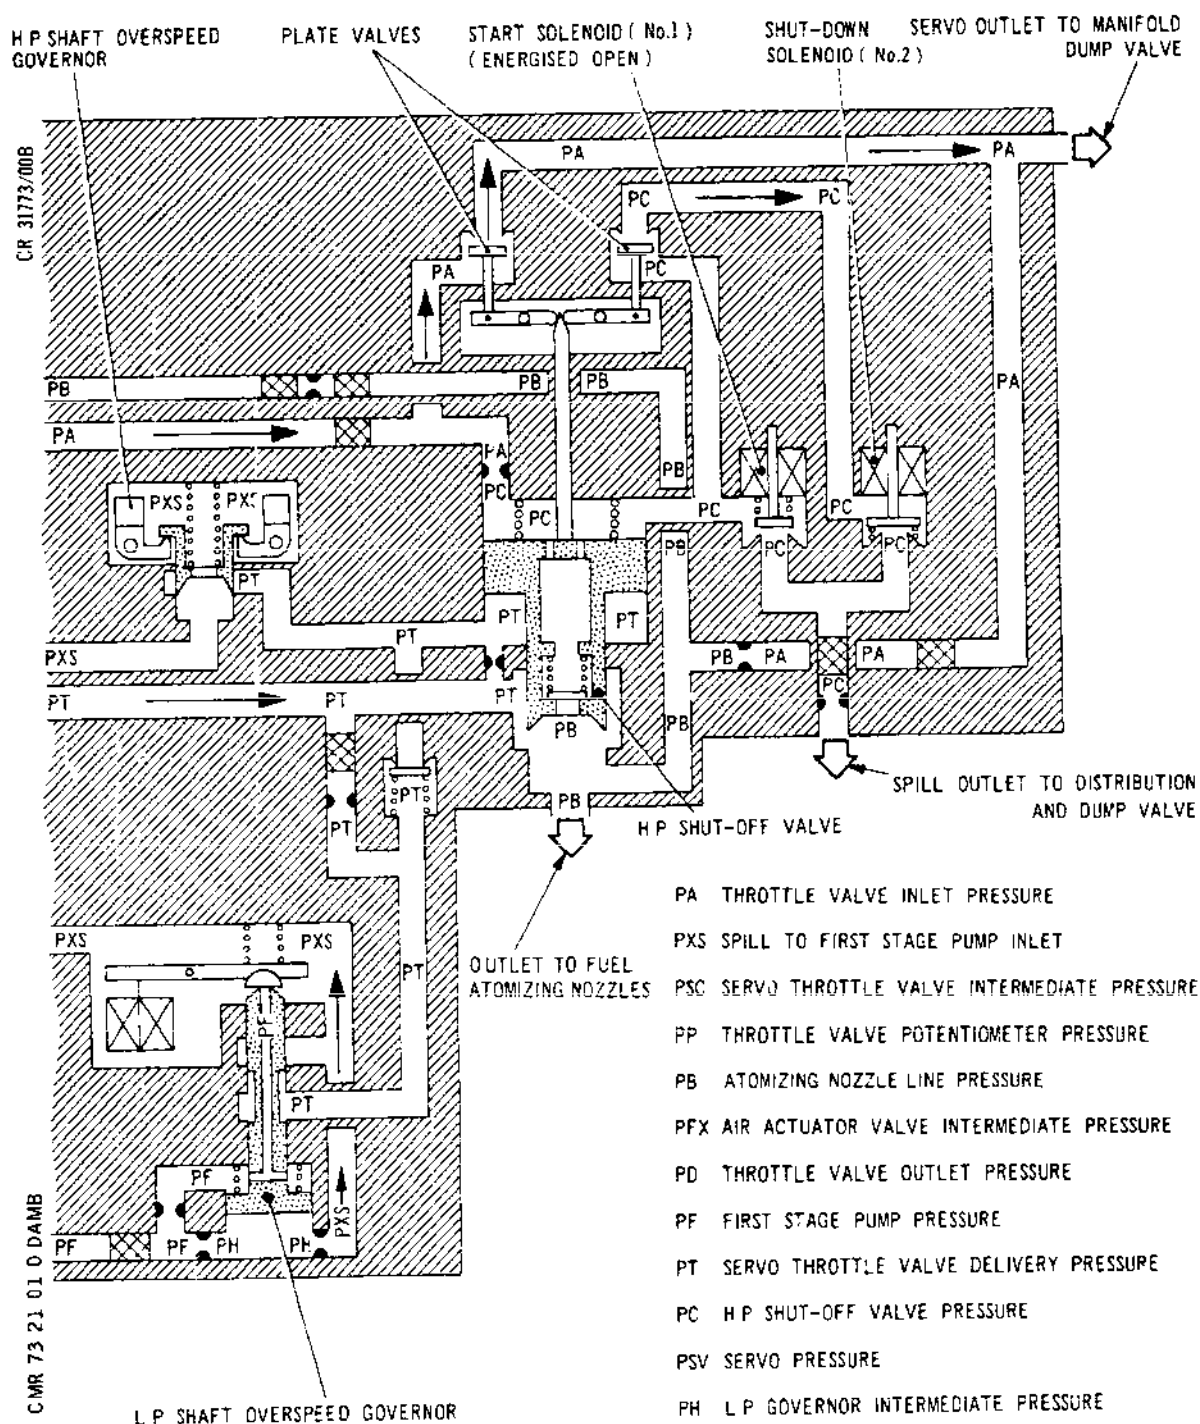 H P SHAFT OVERSPEED
GOVERNOR
PLATE VALVES
START SOLENOID ( No.1 )
( ENERGISED OPEN )
SHUT-DOWN
SOLENOID ( No.2 )
SERVO OUTLET TO MANIFOLD
DUMP VALVE
CR 31773/00B
PA
PA
PC
PC
PA
PC
PB
PB
PB
PA
PA
PA
PC
PB
PXS
PXS
PC
PC
PC
PC
PC
PB
PT
PT
PT
PT
PXS
PB
PA
PA
PT
PT
PC
PB
PB
PT
PT
PB
SPILL OUTLET TO DISTRIBUTION
AND DUMP VALVE
H P SHUT-OFF VALVE
PXS
PXS
PT
OUTLET TO FUEL
ATOMIZING NOZZLES
PF
PT
PF
PXS
PF
PF
PH
PH
PA THROTTLE VALVE INLET PRESSURE
PXS SPILL TO FIRST STAGE PUMP INLET
PSC SERVO THROTTLE VALVE INTERMEDIATE PRESSURE
PP THROTTLE VALVE POTENTIOMETER PRESSURE
PB ATOMIZING NOZZLE LINE PRESSURE
PFX AIR ACTUATOR VALVE INTERMEDIATE PRESSURE
PD THROTTLE VALVE OUTLET PRESSURE
PF FIRST STAGE PUMP PRESSURE
PT SERVO THROTTLE VALVE DELIVERY PRESSURE
PC H P SHUT-OFF VALVE PRESSURE
PSV SERVO PRESSURE
PH L P GOVERNOR INTERMEDIATE PRESSURE
CMR 73 21 01 0 DAMB
L P SHAFT OVERSPEED GOVERNOR